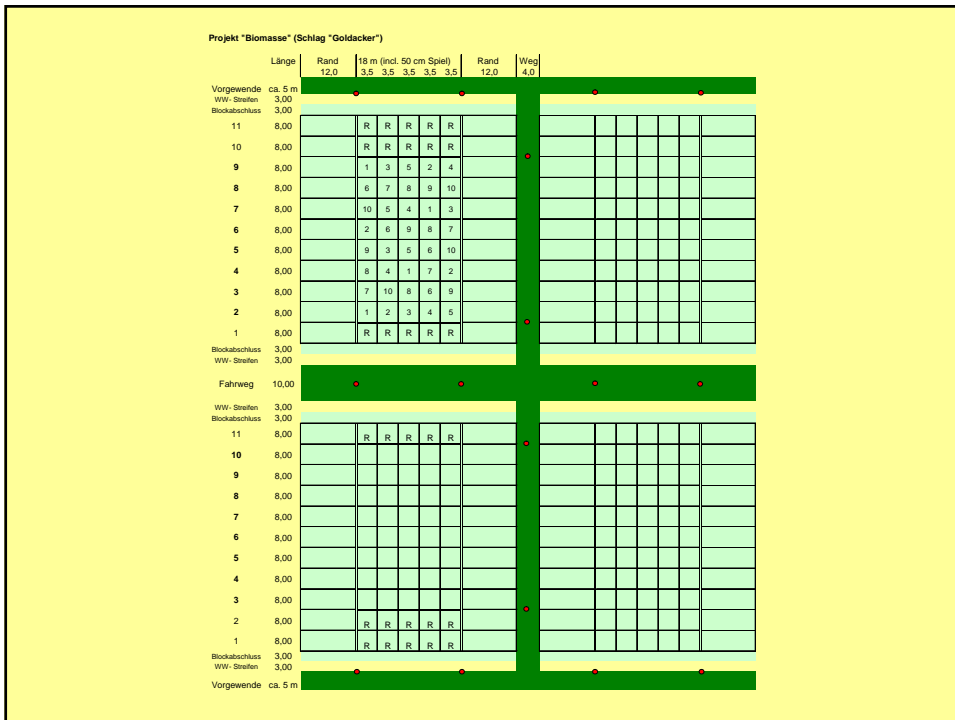 Projekt "Biomasse" (Schlag "Goldacker")
Länge Rand 18 m (incl. 50 cm Spiel) Rand Weg
12,0 3,5 3,5 3,5 3,5 3,5 12,0 4,0
Vorgewende ca. 5 m
WW- Streifen 3,00
Blockabschluss 3,00
11 8,00 R R R R R
10 8,00 R R R R R
9 8,00 1 3 5 2 4
8 8,00 6 7 8 9 10
7 8,00 10 5 4 1 3
6 8,00 2 6 9 8 7
5 8,00 9 3 5 6 10
4 8,00 8 4 1 7 2
3 8,00 7 10 8 6 9
2 8,00 1 2 3 4 5
1 8,00 R R R R R
Blockabschluss 3,00
WW- Streifen 3,00
Fahrweg 10,00
WW- Streifen 3,00
Blockabschluss 3,00
11 8,00 R R R R R
10 8,00
9 8,00
8 8,00
7 8,00
6 8,00
5 8,00
4 8,00
3 8,00
2 8,00 R R R R R
1 8,00 R R R R R
Blockabschluss 3,00
WW- Streifen 3,00
Vorgewende ca. 5 m